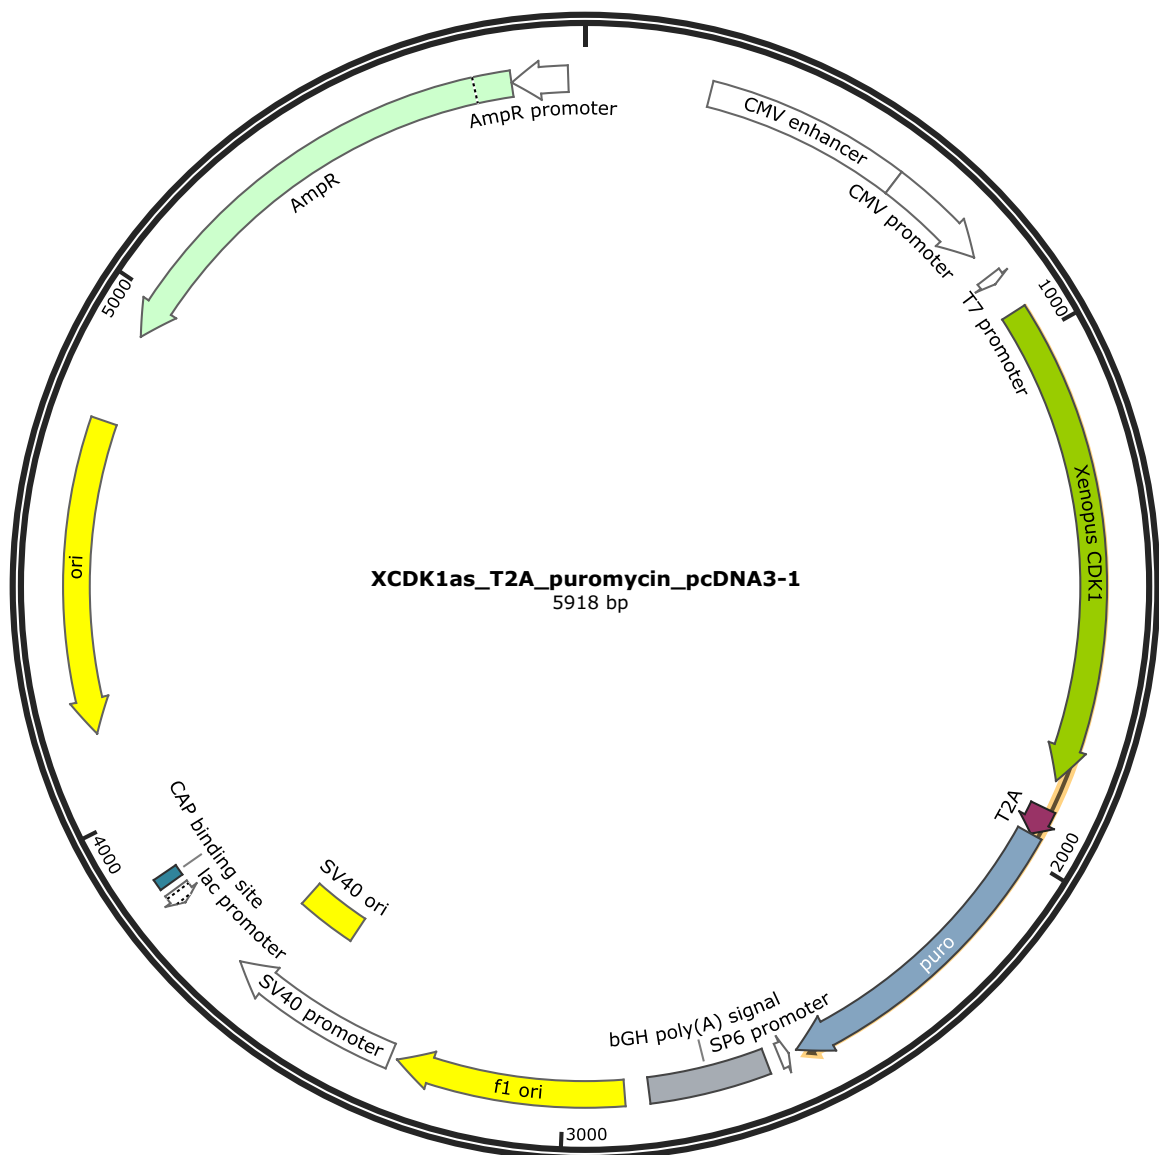 AmpR promoter
CMV enhancer
CMV promoter
T7 promoter
1000
Xenopus CDK1
T2A
2000
puro
SP6 promoter
bGH poly(A) signal
3000
f1 ori
SV40 promoter
SV40 ori
lac promoter
CAP binding site
4000
ori
5000
AmpR
XCDK1as_T2A_puromycin_pcDNA3-1
5918 bp